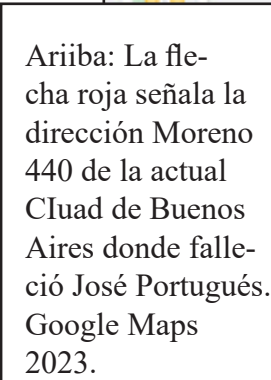 Ariiba: La fle-
cha roja señala la
dirección Moreno
440 de la actual
CIuad de Buenos
Aires donde falle-
ció José Portugués.
Google Maps
2023.